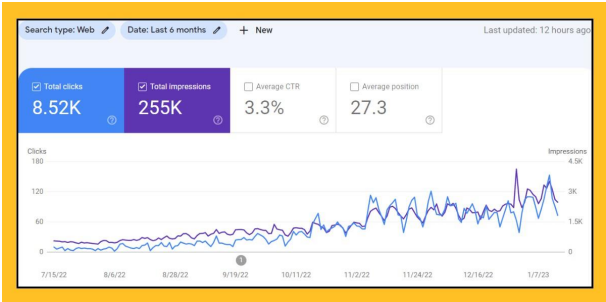 Search type: Web Date: Last 6 months + New Last updated: 12 hours ago
Total clicks Total impressions Average CTR Average position
8.52K 255K 3.3% 27.3
Clicks Impressions
180 4.5K
120 3K
60 1.5K
0 0
1
7/15/22 8/6/22 8/28/22 9/19/22 10/11/22 11/2/22 11/24/22 12/16/22 1/7/23